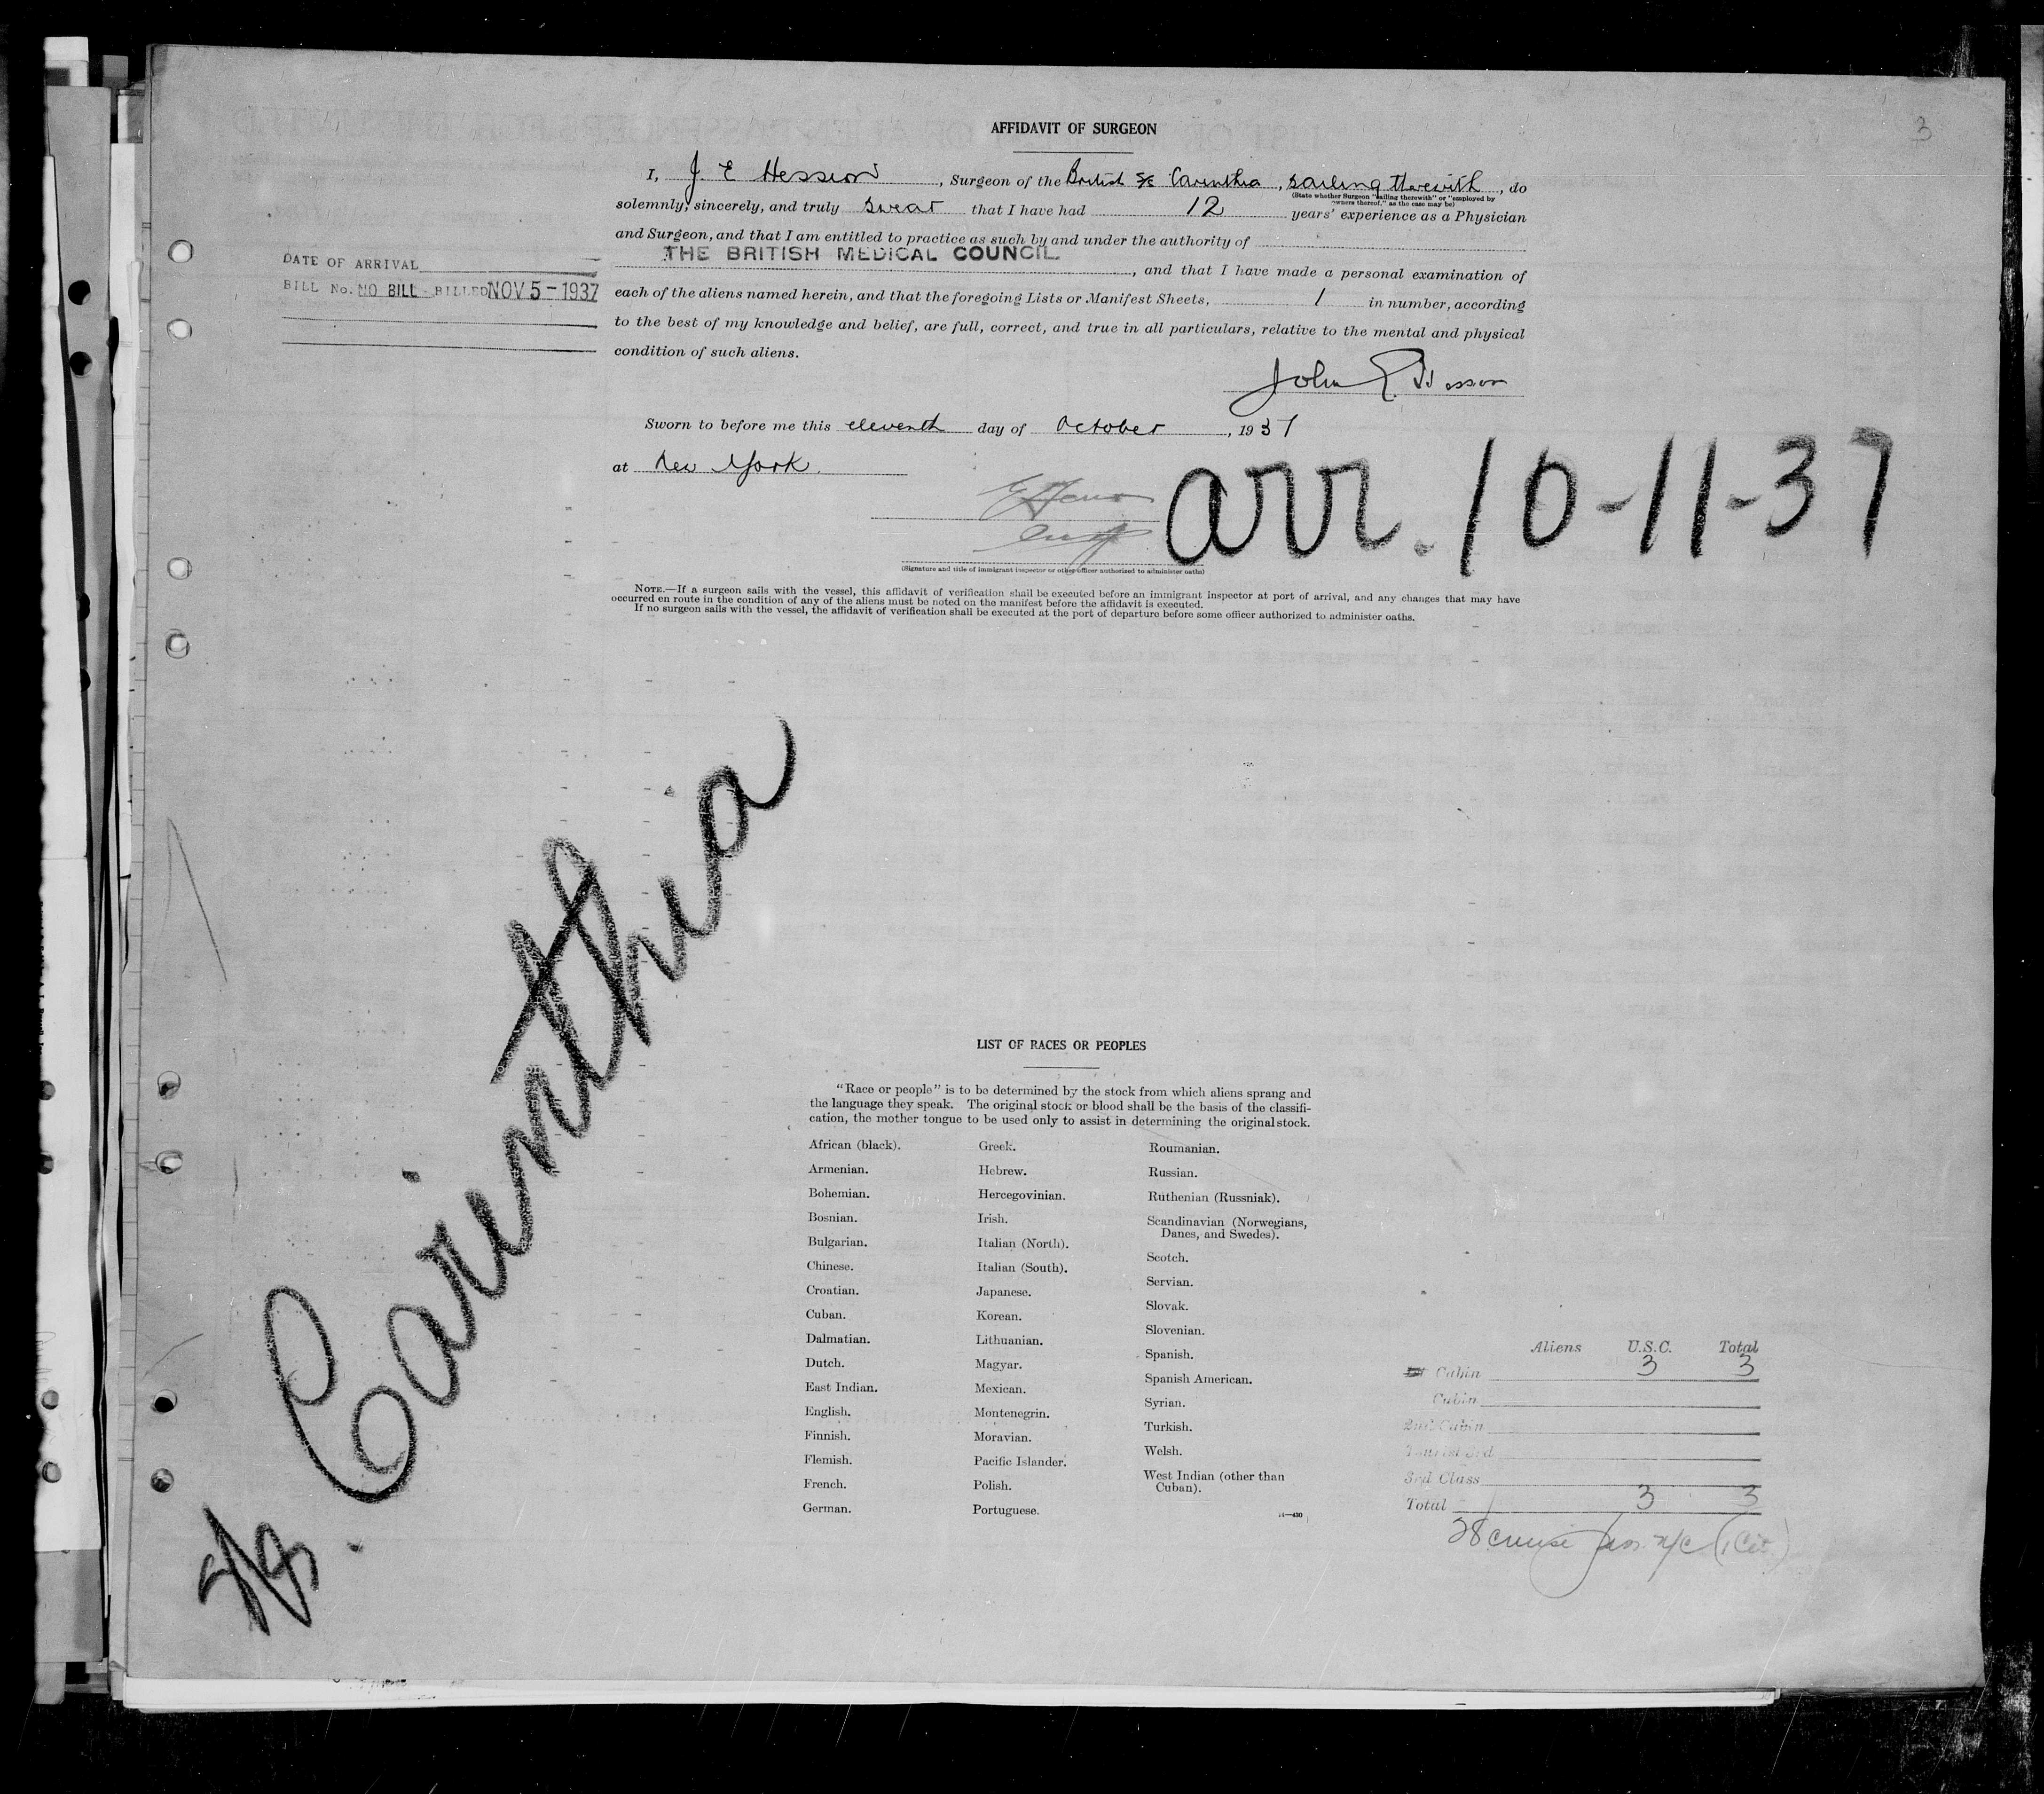 3
AFFIDAVIT OF SURGEON
I, J. E Hession, Surgeon of the British S/S Carinthia, sailing therewith, do
(State whether Surgeon "sailing therewith" or "employed by
owners thereof," as the case may be)
solemnly, sincerely, and truly swear that I have had 12 years' experience as a Physician
and Surgeon, and that I am entitled to practice as such by and under the authority of
THE BRITISH MEDICAL COUNCIL, and that I have made a personal examination of
each of the aliens named herein, and that the foregoing Lists or Manifest Sheets, 1 in number, according
to the best of my knowledge and belief, are full, correct, and true in all particulars, relative to the mental and physical
condition of such aliens.
DATE OF ARRIVAL
BILL No. NO BILL BILLED NOV 5-1937
John E. Hession
Sworn to before me this eleventh day of October, 1937
at New York.
arr. 10-11-37
(Signature and title of immigrant inspector or other officer authorized to administer oaths)
NOTE.—If a surgeon sails with the vessel, this affidavit of verification shall be executed before an immigrant inspector at port of arrival, and any changes that may have
occurred en route in the condition of any of the aliens must be noted on the manifest before the affidavit is executed.
If no surgeon sails with the vessel, the affidavit of verification shall be executed at the port of departure before some officer authorized to administer oaths.
S/S. Carinthia
LIST OF RACES OR PEOPLES
"Race or people" is to be determined by the stock from which aliens sprang and
the language they speak. The original stock or blood shall be the basis of the classifi-
cation, the mother tongue to be used only to assist in determining the original stock.
African (black).
Armenian.
Bohemian.
Bosnian.
Bulgarian.
Chinese.
Croatian.
Cuban.
Dalmatian.
Dutch.
East Indian.
English.
Finnish.
Flemish.
French.
German.
Greek.
Hebrew.
Hercegovinian.
Irish.
Italian (North).
Italian (South).
Japanese.
Korean.
Lithuanian.
Magyar.
Mexican.
Montenegrin.
Moravian.
Pacific Islander.
Polish.
Portuguese.
Roumanian.
Russian.
Ruthenian (Russniak).
Scandinavian (Norwegians,
Danes, and Swedes).
Scotch.
Servian.
Slovak.
Slovenian.
Spanish.
Spanish American.
Syrian.
Turkish.
Welsh.
West Indian (other than
Cuban).
14—430
Aliens U.S.C. Total
Cabin 3 3
Cabin
2nd Cabin
Tourist 3rd
3rd Class
Total 3 3
28 cruise